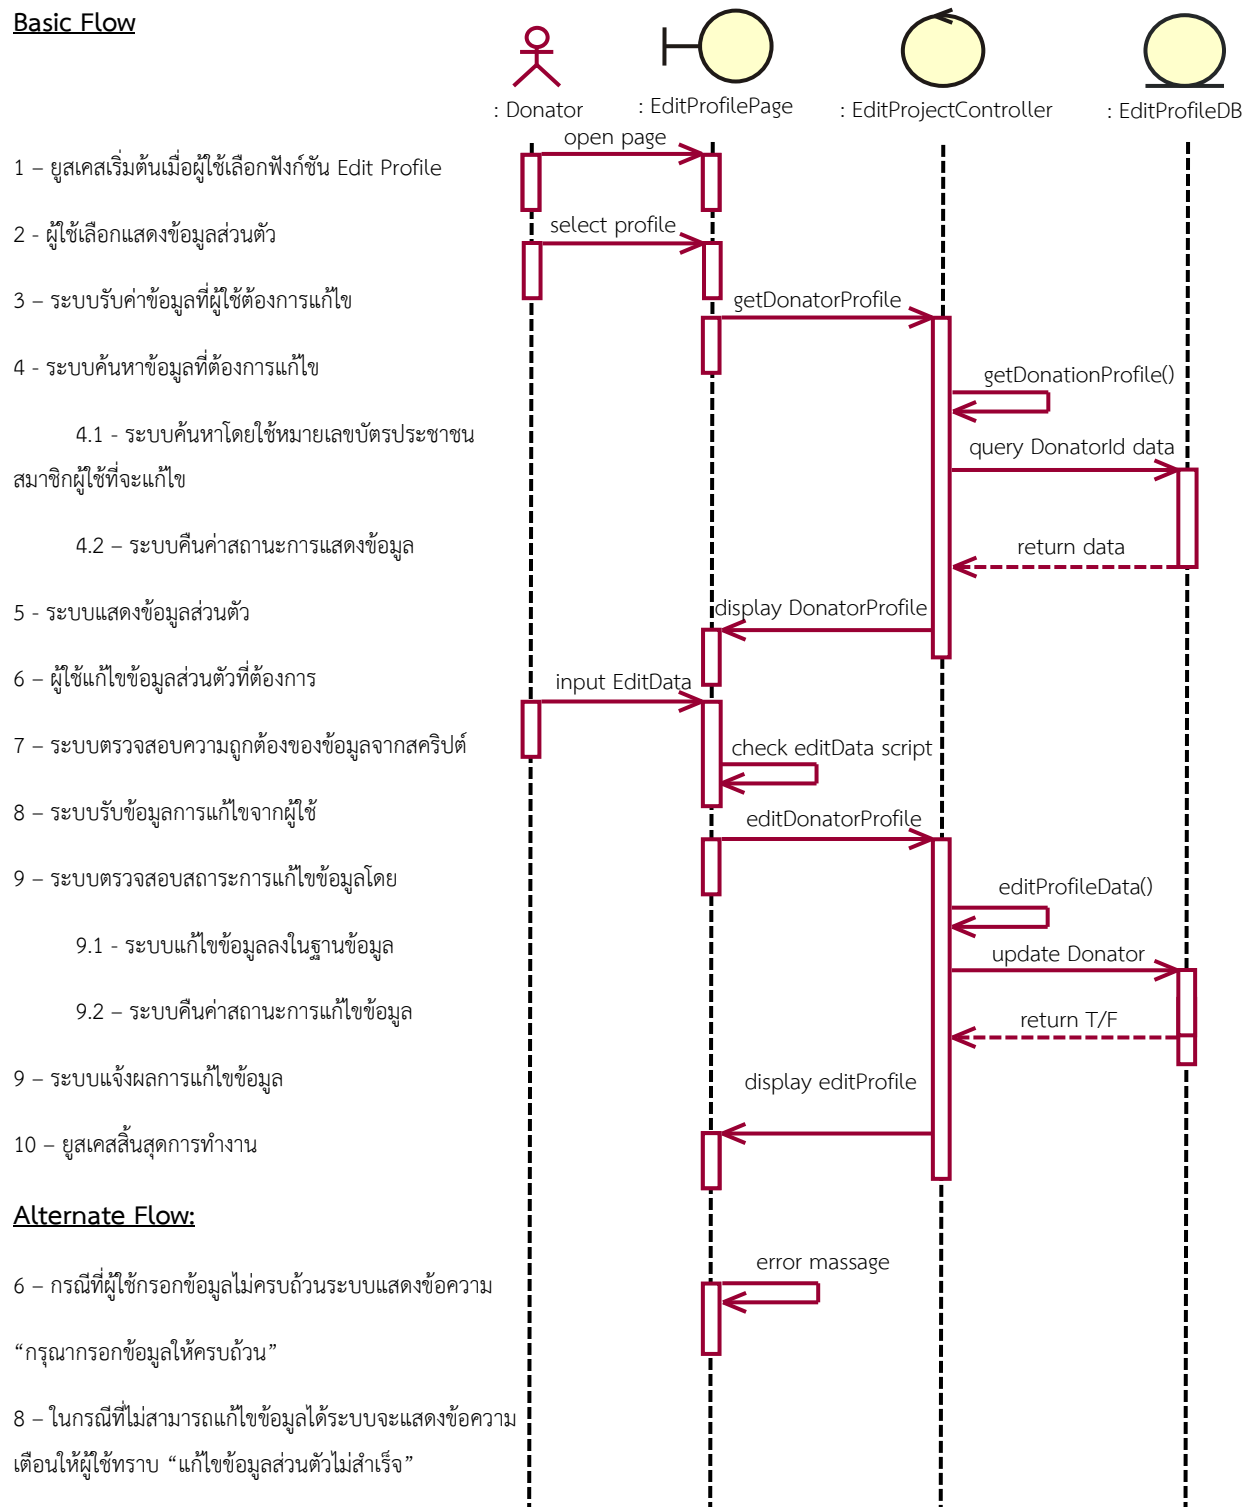 Basic Flow
: Donator
: EditProfilePage
: EditProjectController
: EditProfileDB
open page
1 – ยูสเคสเริ่มต้นเมื่อผู้ใช้เลือกฟังก์ชัน Edit Profile
select profile
2 - ผู้ใช้เลือกแสดงข้อมูลส่วนตัว
3 – ระบบรับค่าข้อมูลที่ผู้ใช้ต้องการแก้ไข
getDonatorProfile
4 - ระบบค้นหาข้อมูลที่ต้องการแก้ไข
getDonationProfile()
4.1 - ระบบค้นหาโดยใช้หมายเลขบัตรประชาชน
query DonatorId data
สมาชิกผู้ใช้ที่จะแก้ไข
4.2 – ระบบคืนค่าสถานะการแสดงข้อมูล
return data
5 - ระบบแสดงข้อมูลส่วนตัว
display DonatorProfile
6 – ผู้ใช้แก้ไขข้อมูลส่วนตัวที่ต้องการ
input EditData
7 – ระบบตรวจสอบความถูกต้องของข้อมูลจากสคริปต์
check editData script
8 – ระบบรับข้อมูลการแก้ไขจากผู้ใช้
editDonatorProfile
9 – ระบบตรวจสอบสถาระการแก้ไขข้อมูลโดย
editProfileData()
9.1 - ระบบแก้ไขข้อมูลลงในฐานข้อมูล
update Donator
9.2 – ระบบคืนค่าสถานะการแก้ไขข้อมูล
return T/F
9 – ระบบแจ้งผลการแก้ไขข้อมูล
display editProfile
10 – ยูสเคสสิ้นสุดการทำงาน
Alternate Flow:
error massage
6 – กรณีที่ผู้ใช้กรอกข้อมูลไม่ครบถ้วนระบบแสดงข้อความ
“กรุณากรอกข้อมูลให้ครบถ้วน”
8 – ในกรณีที่ไม่สามารถแก้ไขข้อมูลได้ระบบจะแสดงข้อความ
เตือนให้ผู้ใช้ทราบ “แก้ไขข้อมูลส่วนตัวไม่สำเร็จ”